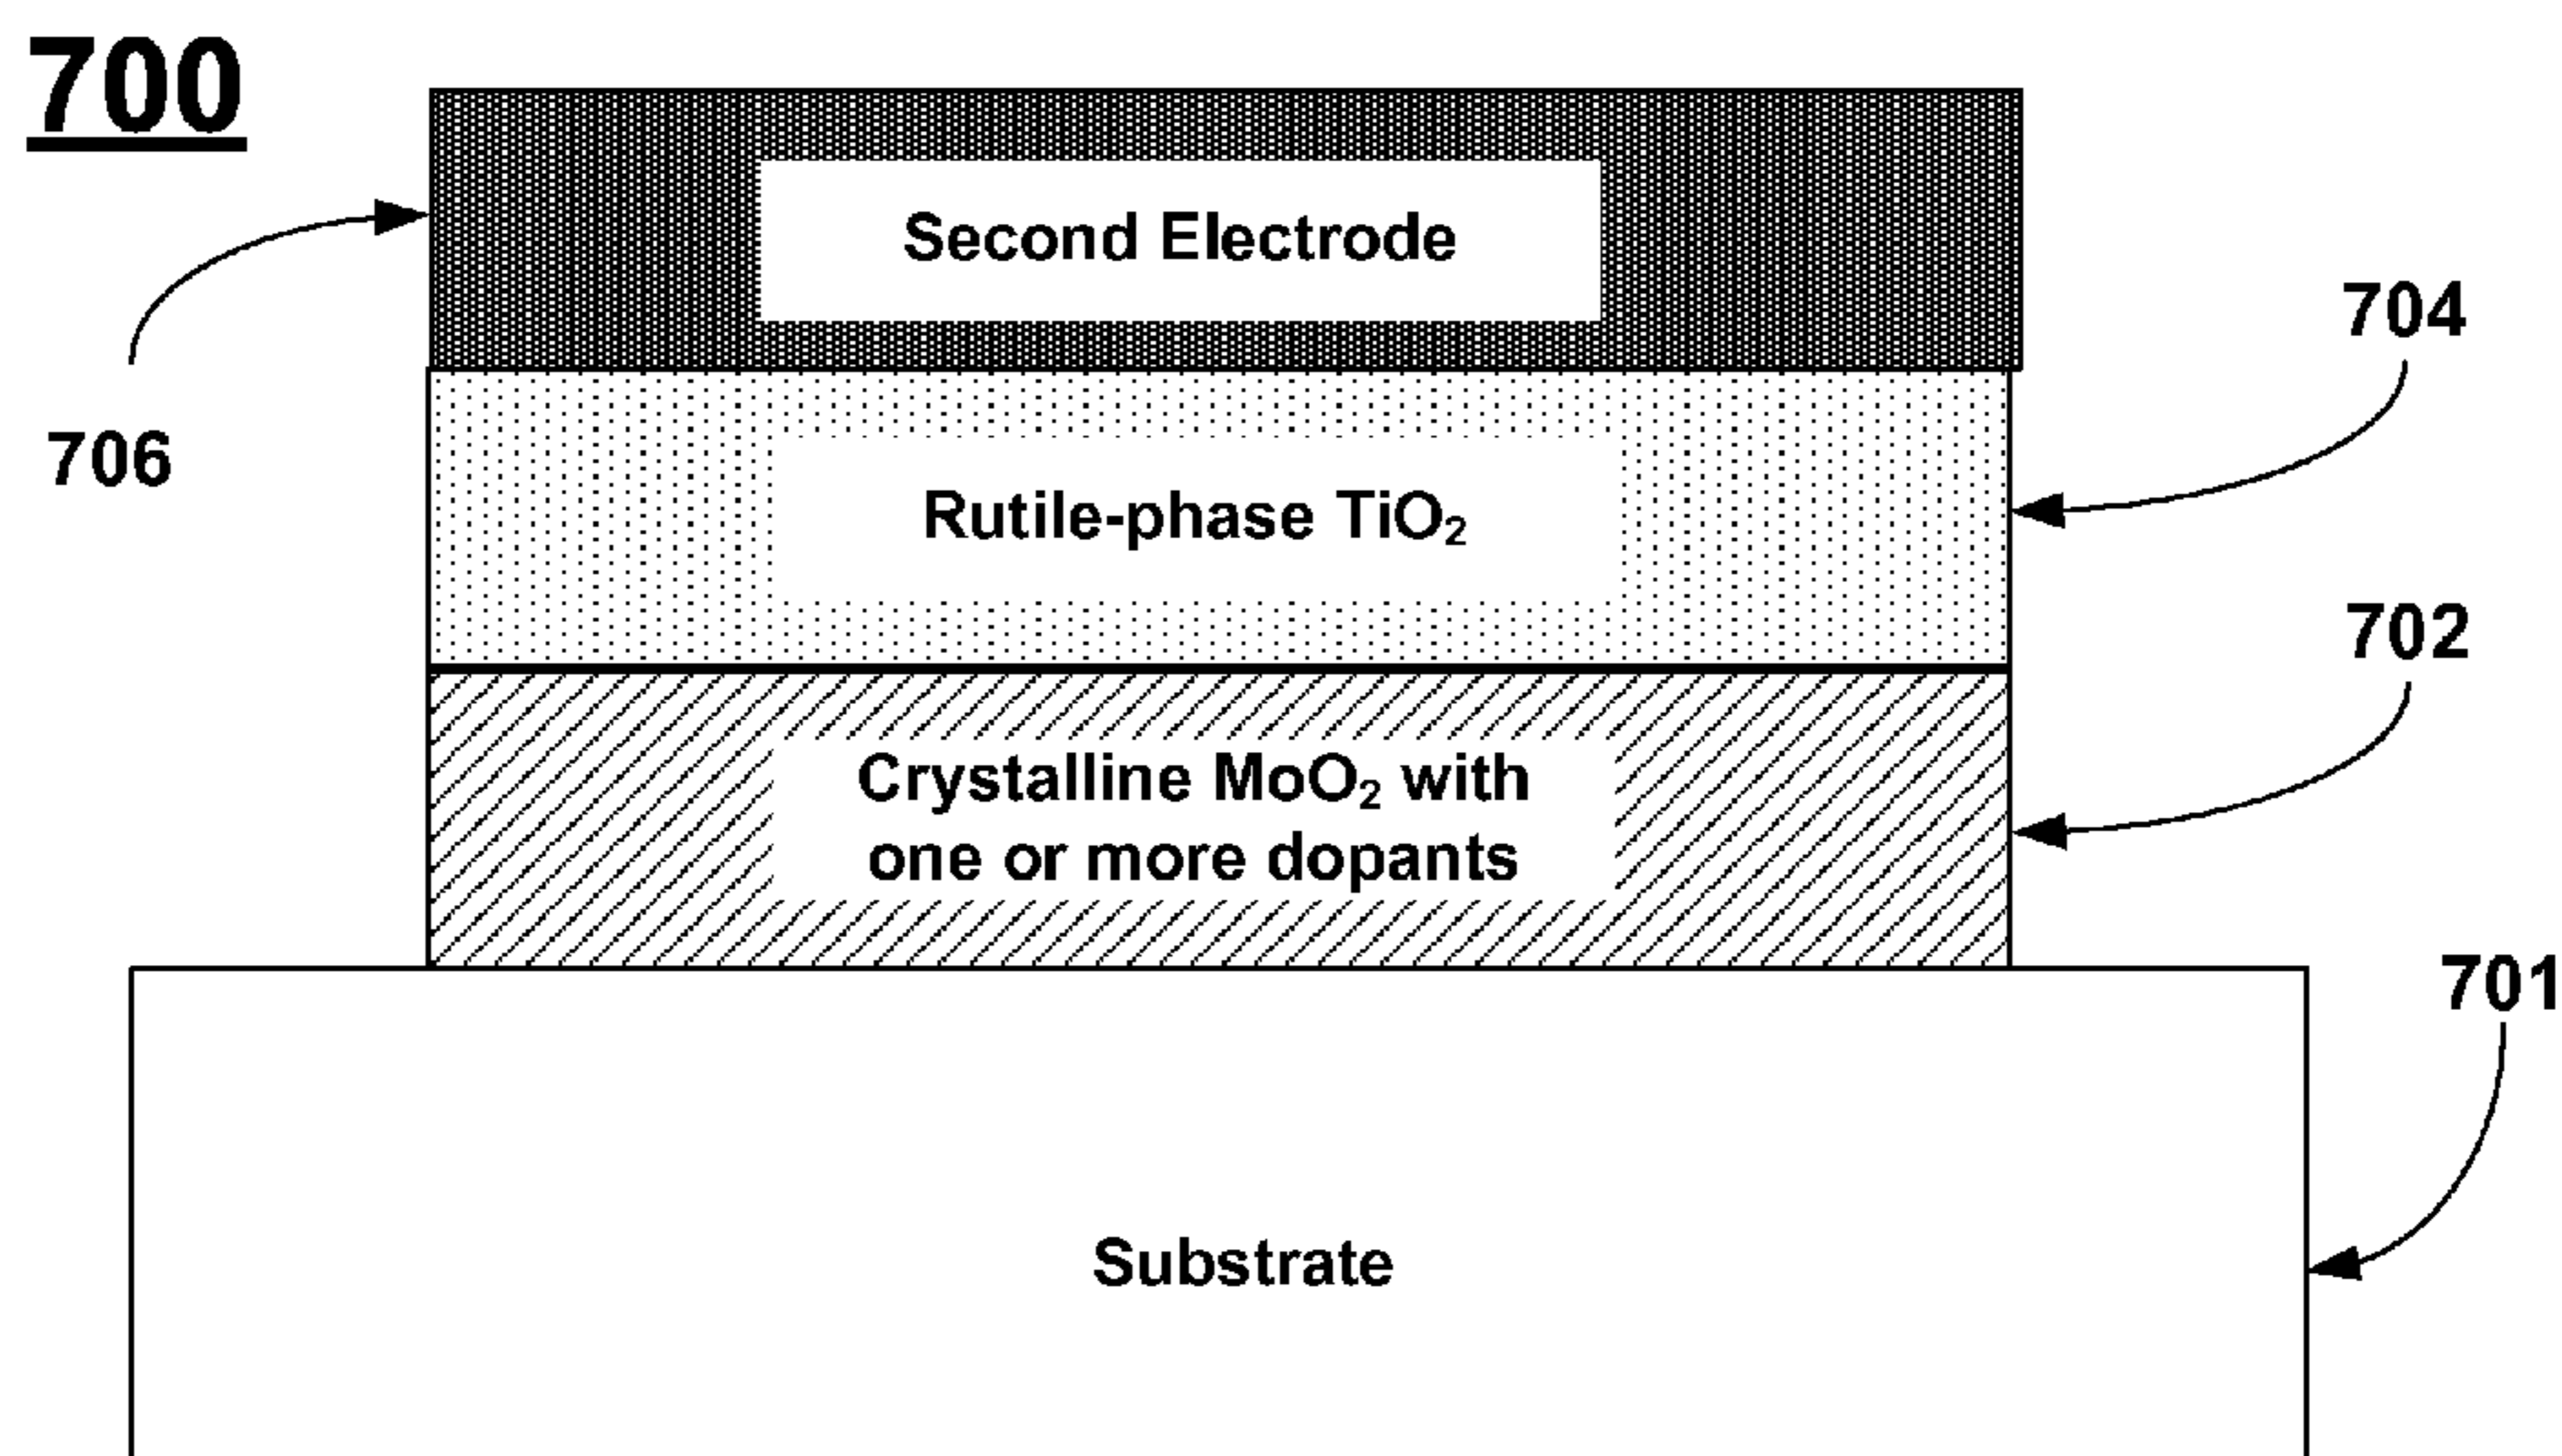 700
Second Electrode
704
706
Rutile-phase TiO₂
702
Crystalline MoO₂ with
one or more dopants
701
Substrate